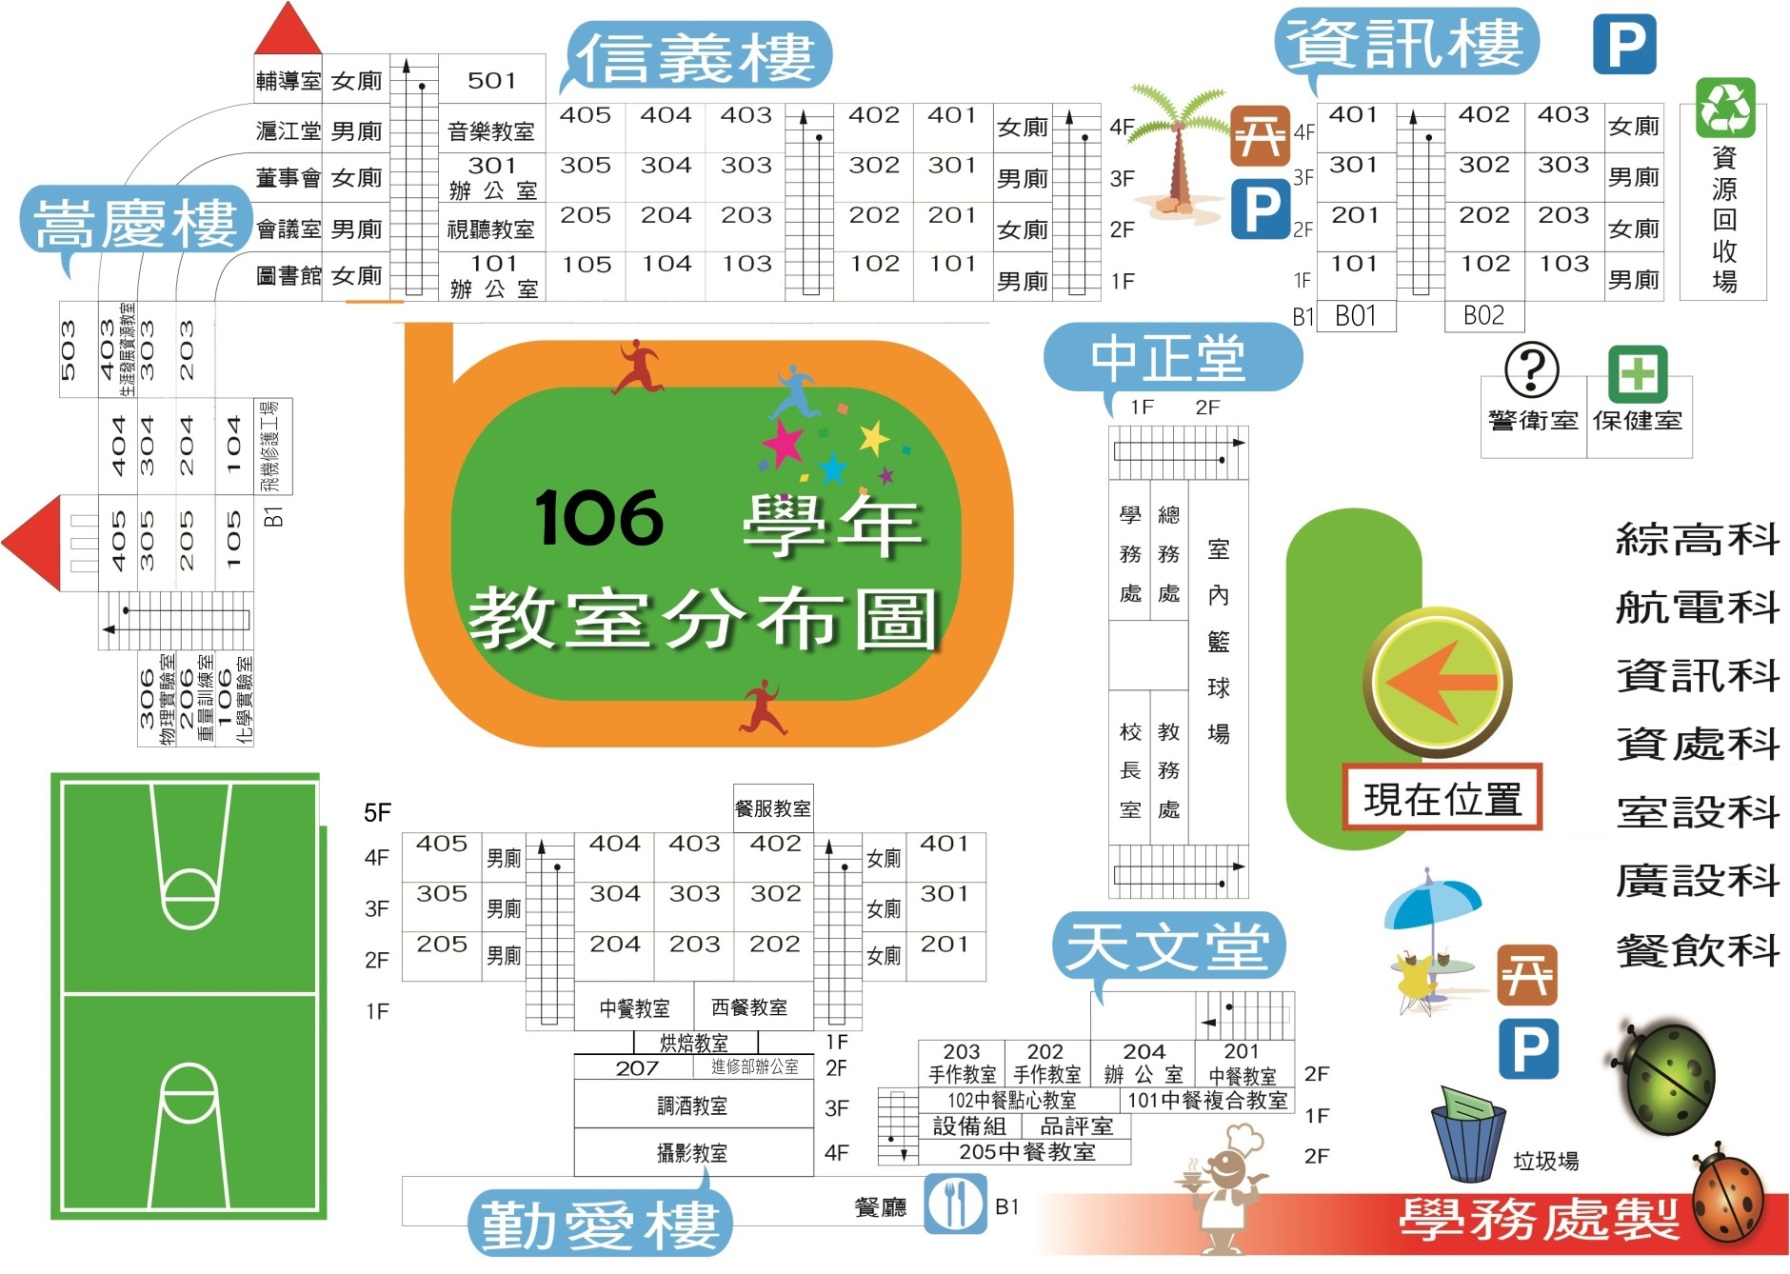 信義樓
資訊樓
P
輔導室 女廁 501
滬江堂 男廁 音樂教室 405 404 403 402 401 女廁 4F
董事會 女廁 301 辦公室 305 304 303 302 301 男廁 3F
會議室 男廁 視聽教室 205 204 203 202 201 女廁 2F
圖書館 女廁 101 辦公室 105 104 103 102 101 男廁 1F
P
4F 401 402 403 女廁
3F 301 302 303 男廁
2F 201 202 203 女廁
1F 101 102 103 男廁
B1 B01 B02
資源回收場
嵩慶樓
503 403 生涯發展資源教室 303 203
404 304 204 104 飛機修護工場
405 305 205 105 B1
306 物理實驗室 206 重量訓練室 106 化學實驗室
106 學年
教室分布圖
中正堂
1F 2F
學務處 總務處 室內籃球場
校長室 教務處
?
警衛室 保健室
現在位置
綜高科
航電科
資訊科
資處科
室設科
廣設科
餐飲科
5F 餐服教室
4F 405 男廁 404 403 402 女廁 401
3F 305 男廁 304 303 302 女廁 301
2F 205 男廁 204 203 202 女廁 201
1F 中餐教室 西餐教室
烘焙教室 1F
207 進修部辦公室 2F
調酒教室 3F
攝影教室 4F
勤愛樓
餐廳 B1
天文堂
203 手作教室 202 手作教室 204 辦公室 201 中餐教室 2F
102中餐點心教室 101中餐複合教室 1F
設備組 品評室
205中餐教室 2F
P
垃圾場
學務處製